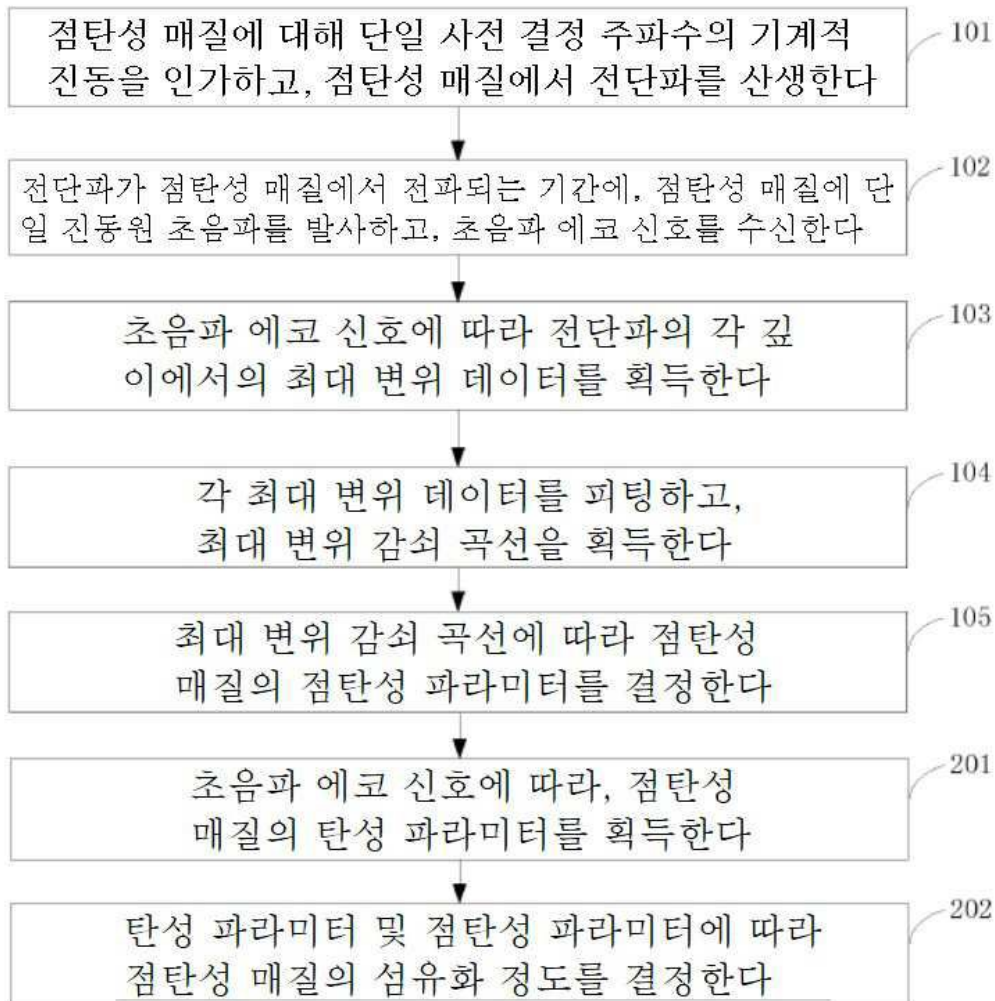 점탄성 매질에 대해 단일 사전 결정 주파수의 기계적
진동을 인가하고, 점탄성 매질에서 전단파를 산생한다
101
전단파가 점탄성 매질에서 전파되는 기간에, 점탄성 매질에 단
일 진동원 초음파를 발사하고, 초음파 에코 신호를 수신한다
102
초음파 에코 신호에 따라 전단파의 각 깊
이에서의 최대 변위 데이터를 획득한다
103
각 최대 변위 데이터를 피팅하고,
최대 변위 감쇠 곡선을 획득한다
104
최대 변위 감쇠 곡선에 따라 점탄성
매질의 점탄성 파라미터를 결정한다
105
초음파 에코 신호에 따라, 점탄성
매질의 탄성 파라미터를 획득한다
201
탄성 파라미터 및 점탄성 파라미터에 따라
점탄성 매질의 섬유화 정도를 결정한다
202